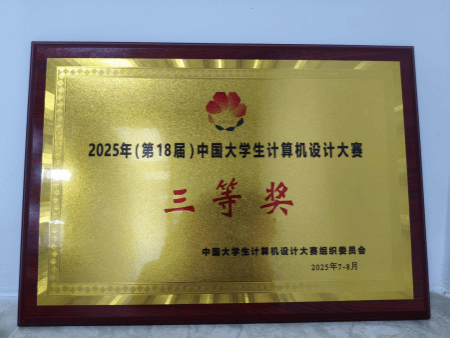 2025年(第18届)中国大学生计算机设计大赛
三等奖
中国大学生计算机设计大赛组织委员会
2025年7-8月